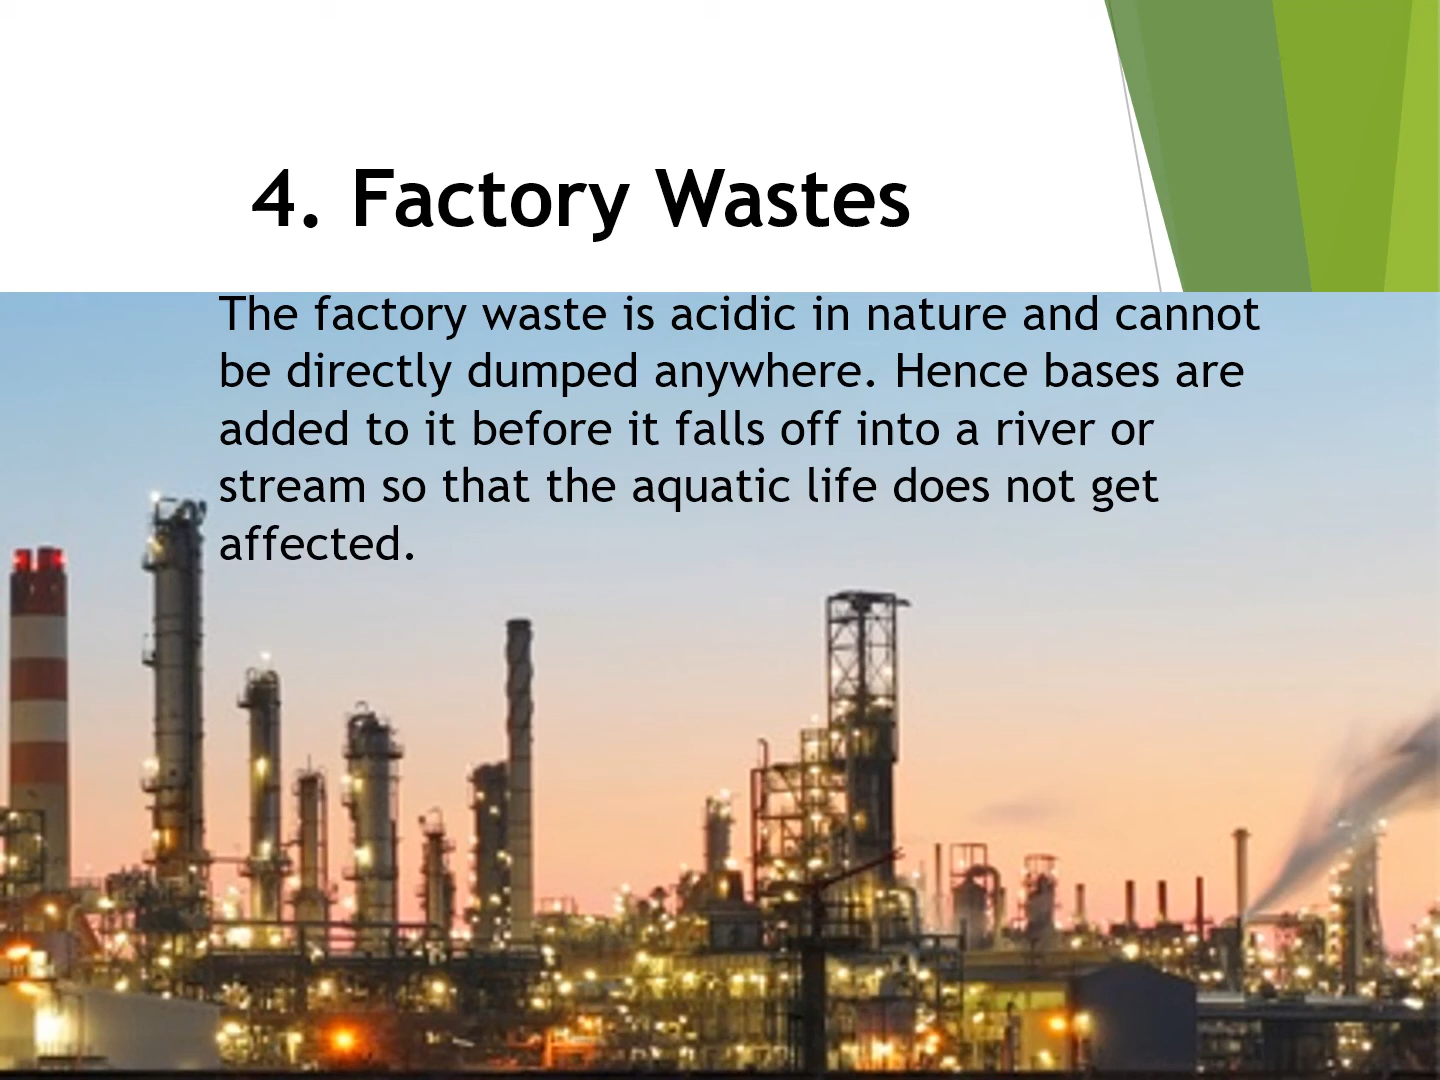 4. Factory Wastes
The factory waste is acidic in nature and cannot
be directly dumped anywhere. Hence bases are
added to it before it falls off into a river or
stream so that the aquatic life does not get
affected.